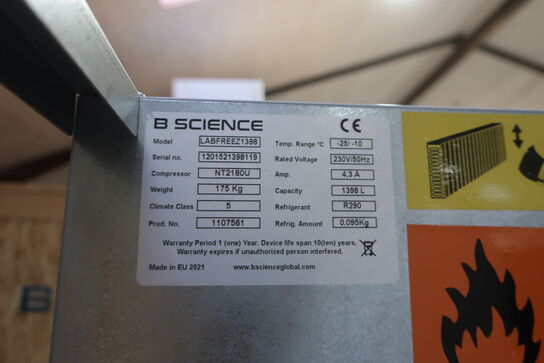 B SCIENCE CE
Model LABFREEZ1398 Temp. Range °C -25/ -10
Serial no. 1201521398119 Rated Voltage 230V/50Hz
Compressor NT2180U Amp. 4,3 A
Weight 175 Kg Capacity 1398 L
Climate Class 5 Refrigerant R290
Prod. No. 1107561 Refrig. Amount 0,095Kg
Warranty Period 1 (one) Year. Device life span 10(ten) years.
Warranty expires if unauthorized person interfered.
Made in EU 2021 www.bscienceglobal.com
B